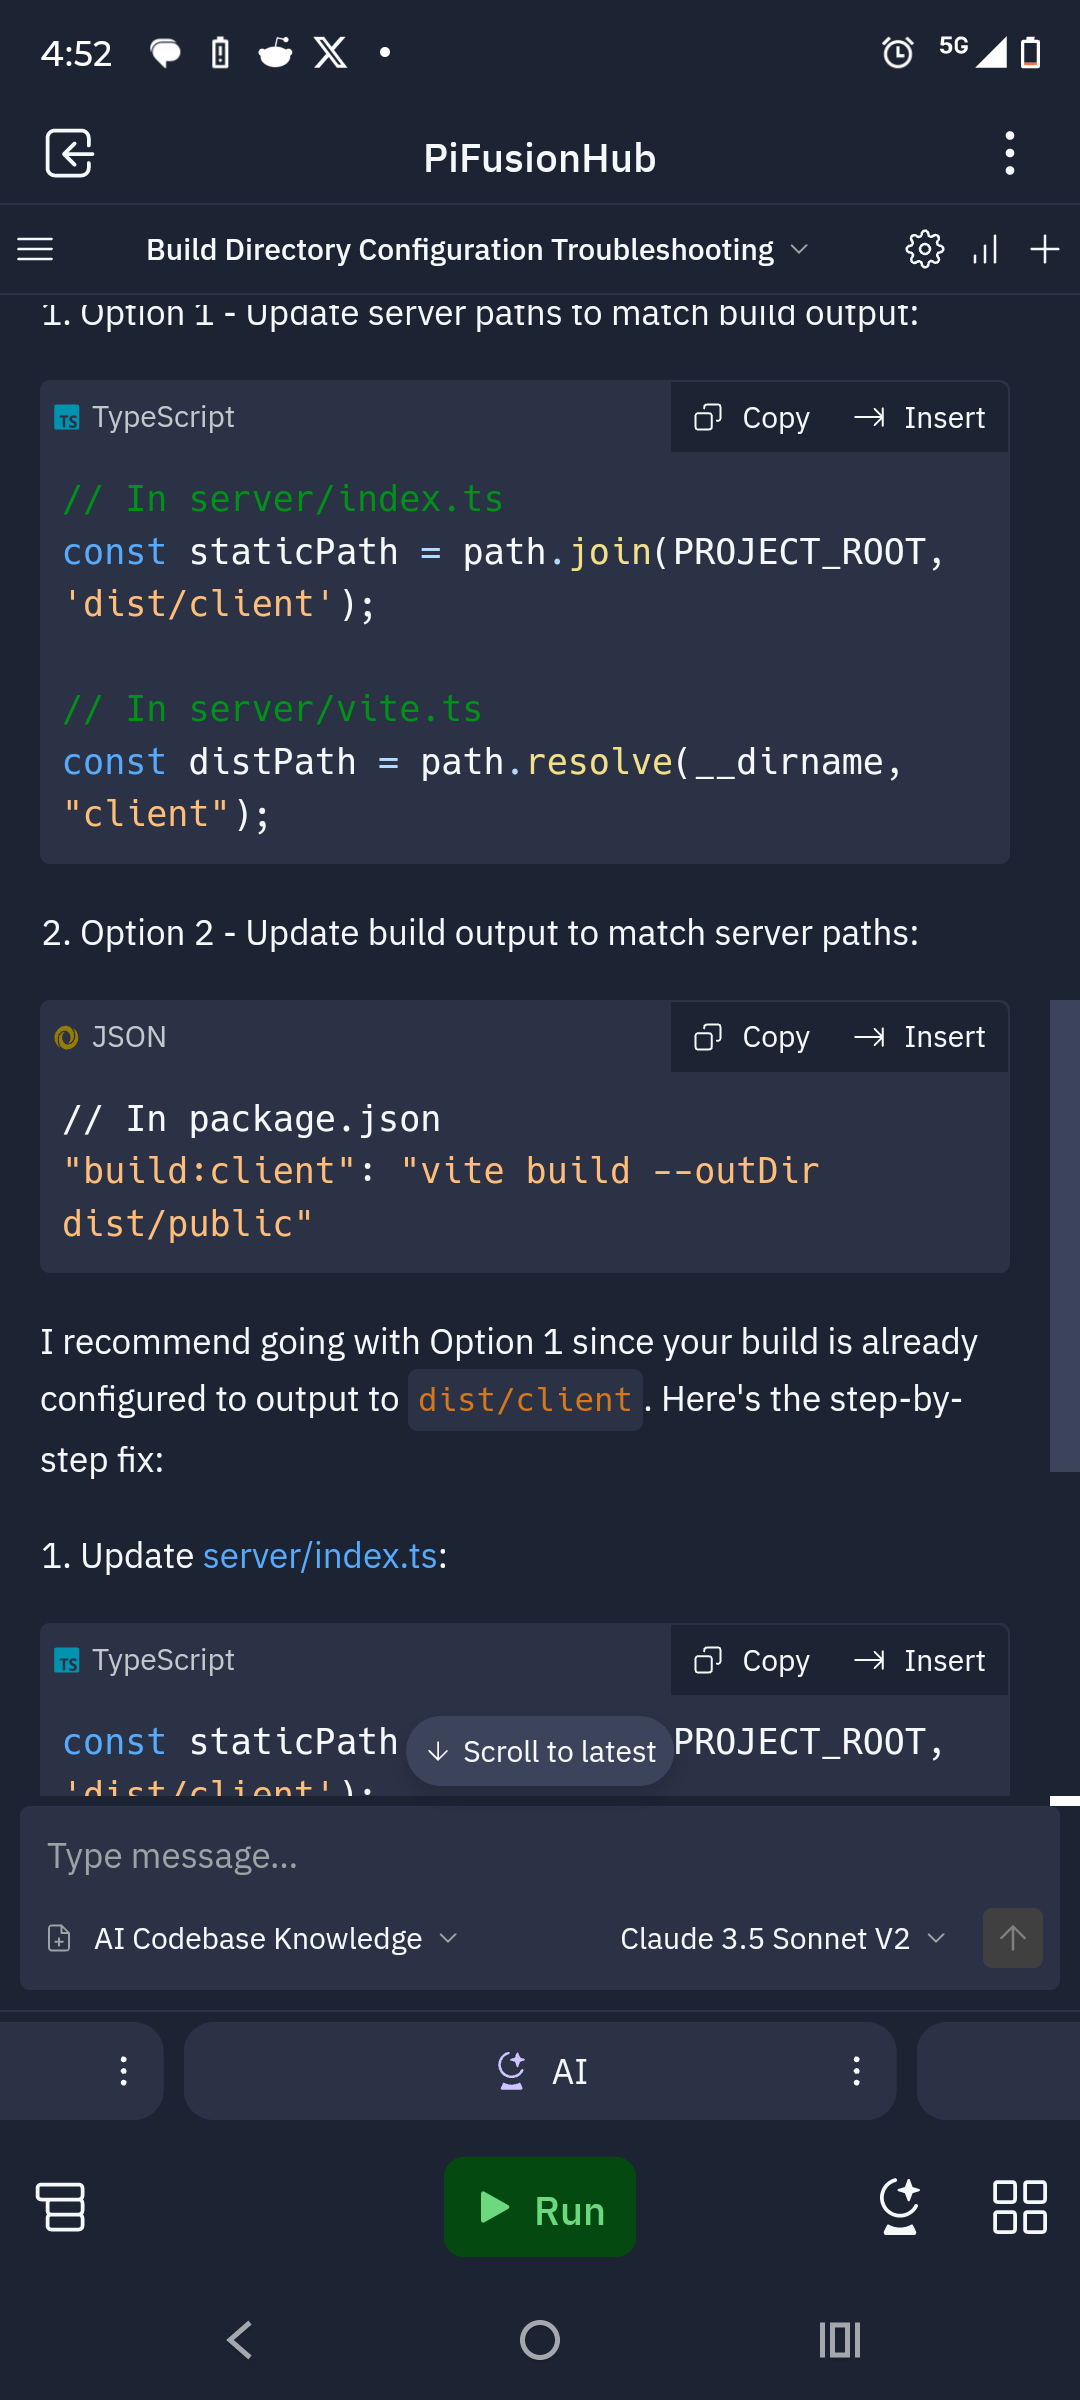 4:52
5G
PiFusionHub
Build Directory Configuration Troubleshooting
1. Option 1 - Update server paths to match build output:
TS TypeScript
Copy
Insert
// In server/index.ts
const staticPath = path.join(PROJECT_ROOT,
'dist/client');
// In server/vite.ts
const distPath = path.resolve(__dirname,
"client");
2. Option 2 - Update build output to match server paths:
JSON
Copy
Insert
// In package.json
"build:client": "vite build --outDir
dist/public"
I recommend going with Option 1 since your build is already
configured to output to dist/client. Here's the step-by-
step fix:
1. Update server/index.ts:
TS TypeScript
Copy
Insert
const staticPath
PROJECT_ROOT,
Scroll to latest
'dist/client');
Type message...
AI Codebase Knowledge
Claude 3.5 Sonnet V2
AI
Run